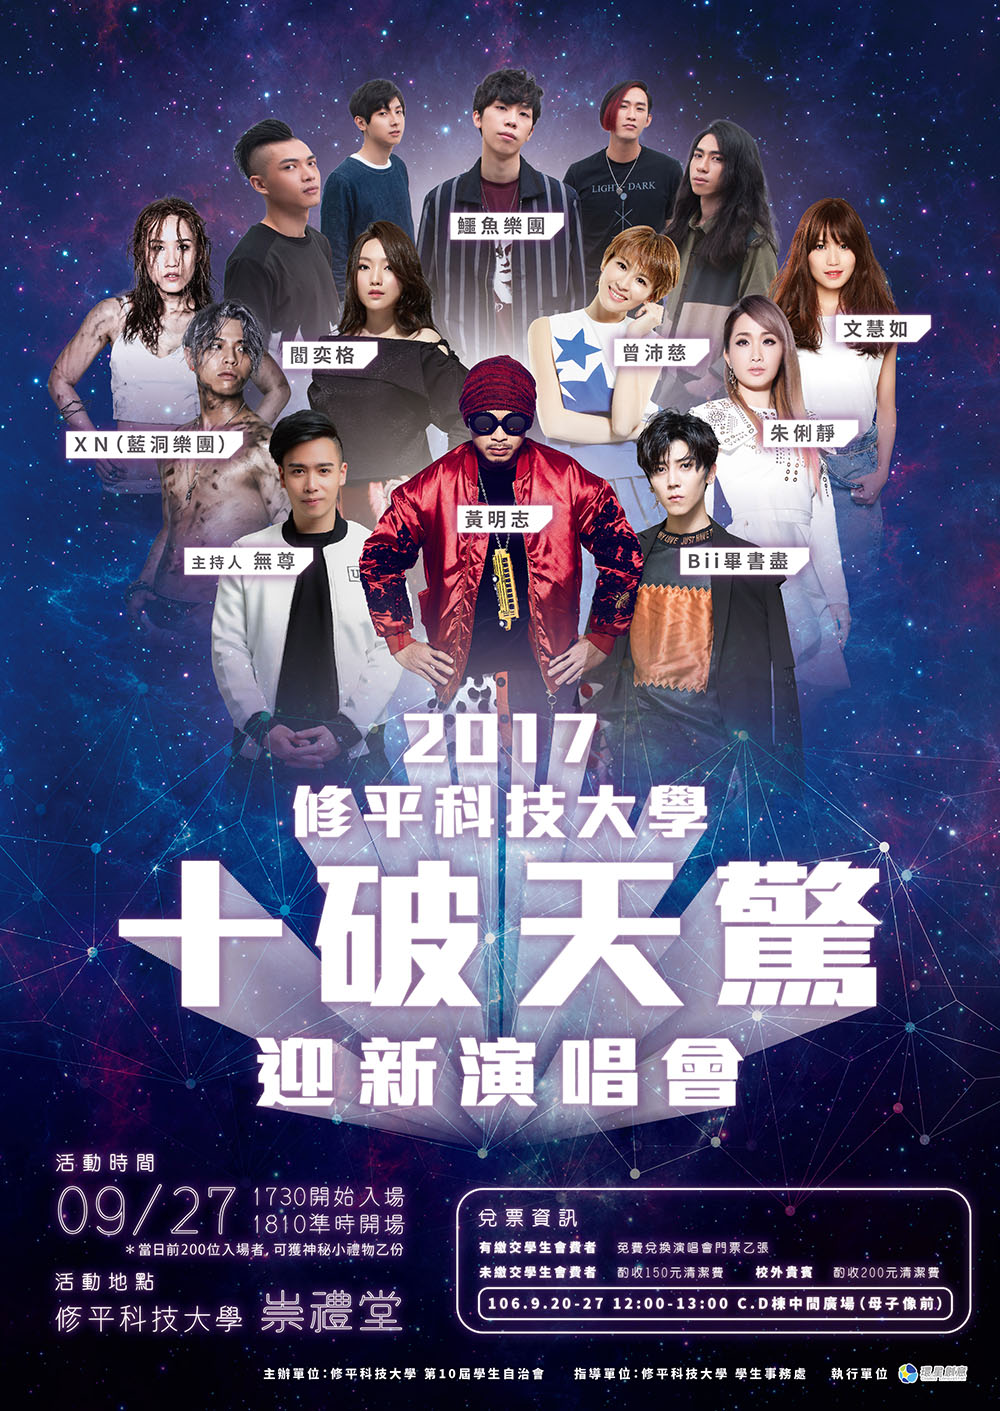 LIGHT DARK
鱷魚樂團
文慧如
閻奕格
曾沛慈
XN(藍洞樂團)
朱俐靜
黃明志
主持人 無尊
Bii畢書盡
2017
修平科技大學
十破天驚
迎新演唱會
活動時間
09/27
1730開始入場
1810準時開場
*當日前200位入場者,可獲神秘小禮物乙份
活動地點
修平科技大學 崇禮堂
兌票資訊
有繳交學生會費者 免費兌換演唱會門票乙張
未繳交學生會費者 酌收150元清潔費 校外貴賓 酌收200元清潔費
106.9.20-27 12:00-13:00 C.D棟中間廣場(母子像前)
主辦單位:修平科技大學 第10屆學生自治會 指導單位:修平科技大學 學生事務處 執行單位 環星創意